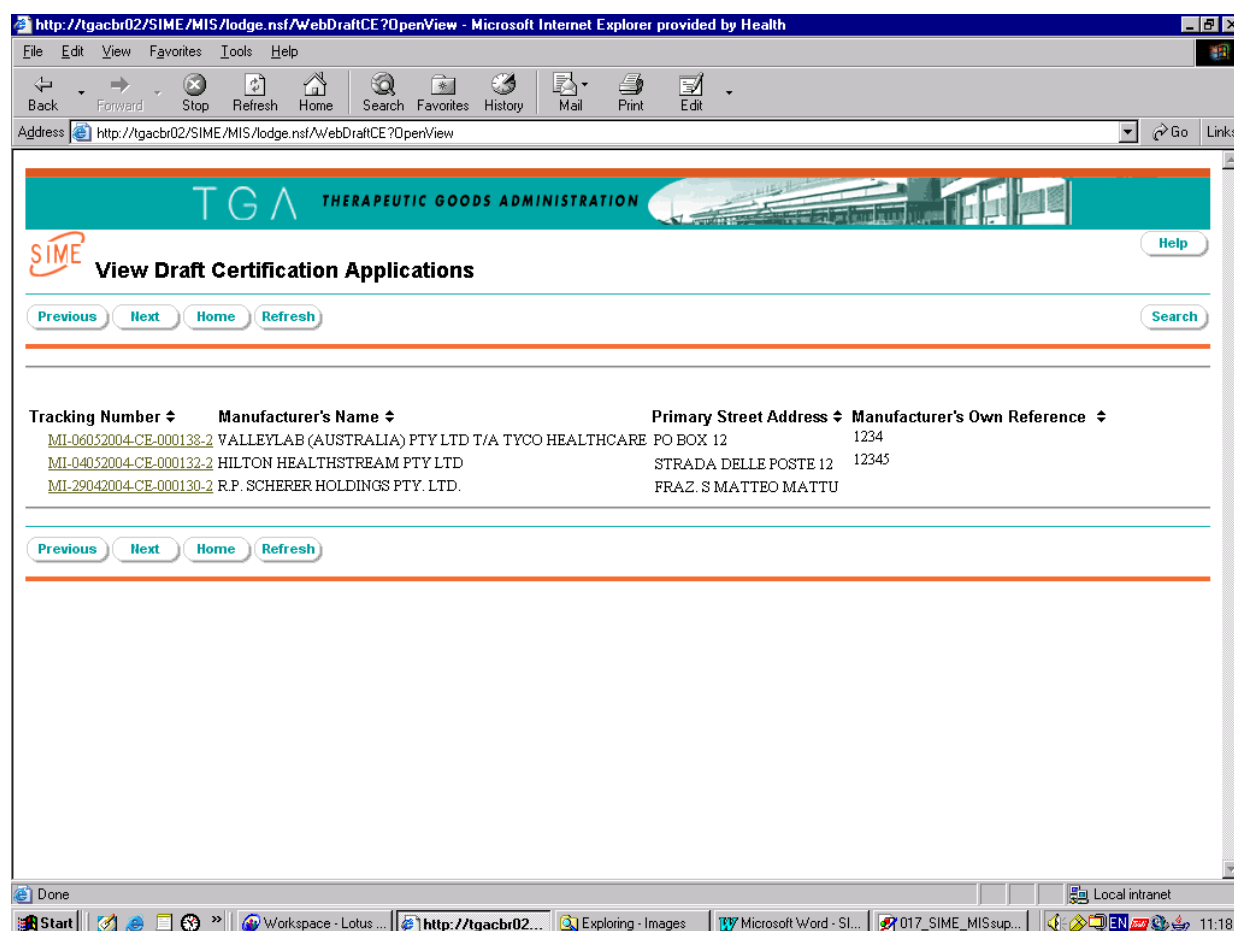 http://tgacbr02/SIME/MIS/lodge.nsf/WebDraftCE?OpenView - Microsoft Internet Explorer provided by Health
File Edit View Favorites Tools Help
Back Forward Stop Refresh Home Search Favorites History Mail Print Edit
Address http://tgacbr02/SIME/MIS/lodge.nsf/WebDraftCE?OpenView Go Links
TGA THERAPEUTIC GOODS ADMINISTRATION
Help
SIME View Draft Certification Applications
Previous Next Home Refresh Search
Tracking Number Manufacturer's Name Primary Street Address Manufacturer's Own Reference
MI-06052004-CE-000138-2 VALLEYLAB (AUSTRALIA) PTY LTD T/A TYCO HEALTHCARE PO BOX 12 1234
MI-04052004-CE-000132-2 HILTON HEALTHSTREAM PTY LTD STRADA DELLE POSTE 12 12345
MI-29042004-CE-000130-2 R.P. SCHERER HOLDINGS PTY. LTD. FRAZ. S MATTEO MATTU
Previous Next Home Refresh
Done Local intranet
Start » Workspace - Lotus ... http://tgacbr02... Exploring - Images Microsoft Word - SI... 017_SIME_MISsup... EN 11:18